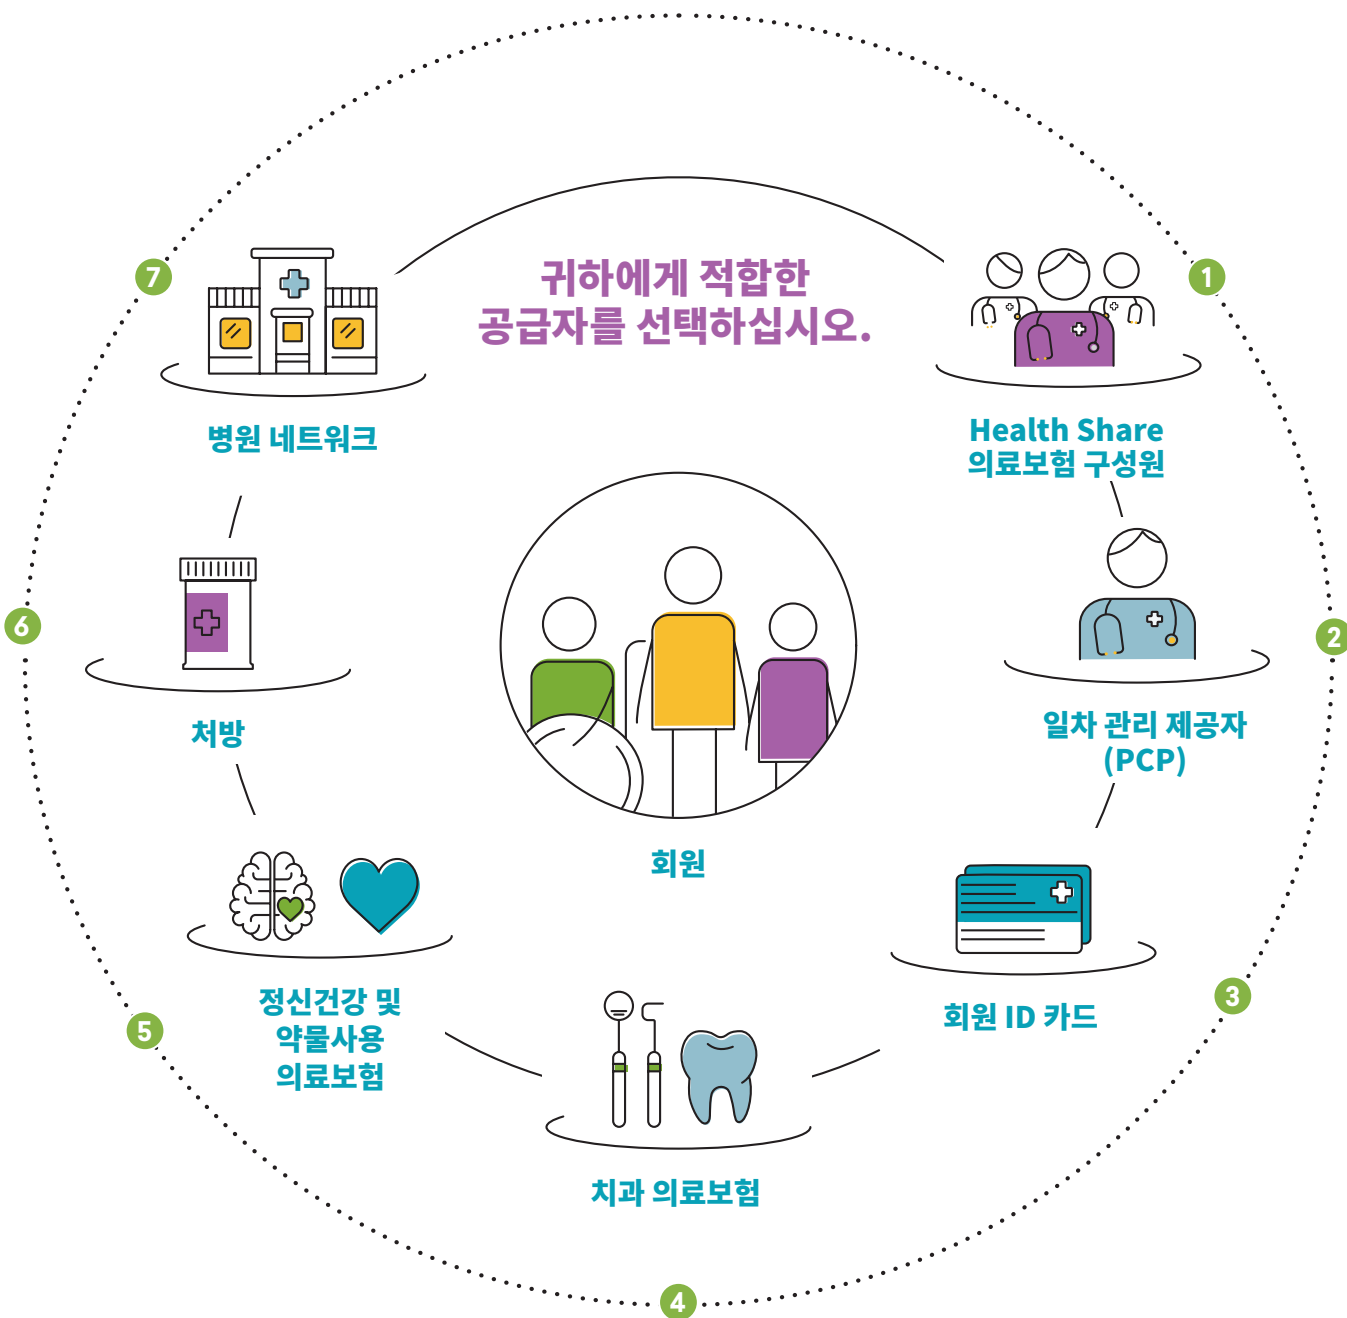 귀하에게 적합한
공급자를 선택하십시오.
1
Health Share
의료보험 구성원
2
일차 관리 제공자
(PCP)
3
회원 ID 카드
4
치과 의료보험
5
정신건강 및
약물사용
의료보험
6
처방
7
병원 네트워크
회원